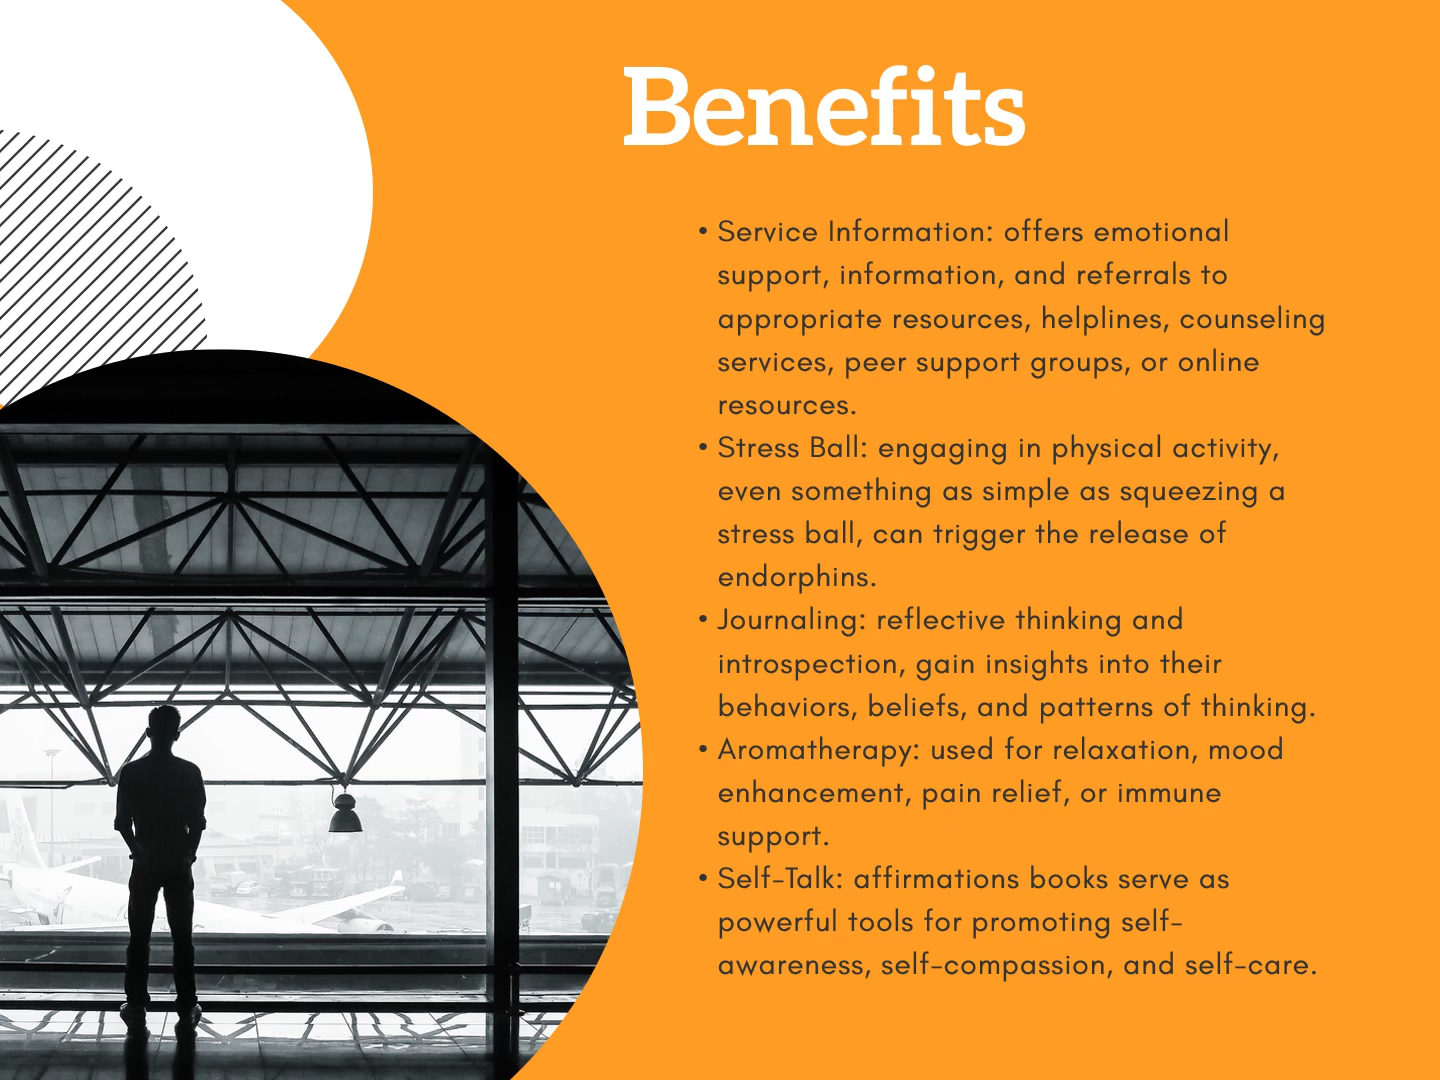 Benefits
• Service Information: offers emotional
support, information, and referrals to
appropriate resources, helplines, counseling
services, peer support groups, or online
resources.
• Stress Ball: engaging in physical activity,
even something as simple as squeezing a
stress ball, can trigger the release of
endorphins.
• Journaling: reflective thinking and
introspection, gain insights into their
behaviors, beliefs, and patterns of thinking.
• Aromatherapy: used for relaxation, mood
enhancement, pain relief, or immune
support.
• Self-Talk: affirmations books serve as
powerful tools for promoting self-
awareness, self-compassion, and self-care.